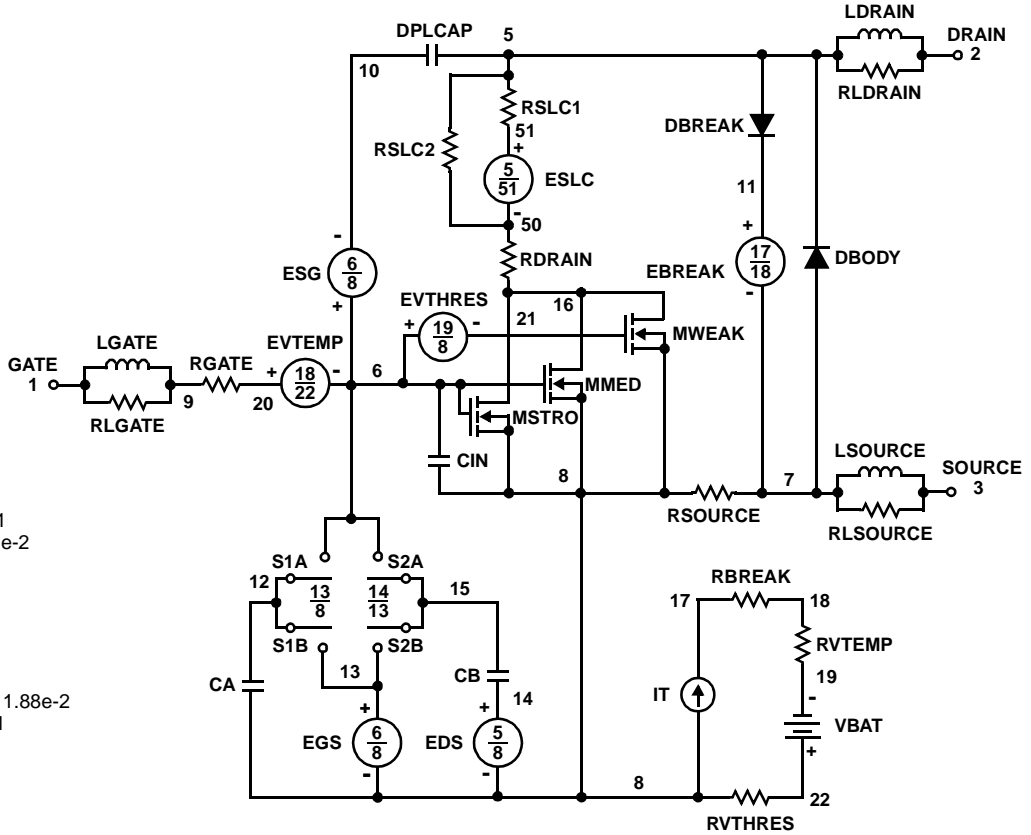 LDRAIN
DPLCAP
5
DRAIN
2
10
RLDRAIN
RSLC1
51
DBREAK
RSLC2
+
5
51
ESLC
-
50
11
-
+
ESG
6
8
RDRAIN
EBREAK
17
18
DBODY
+
-
EVTHRES
16
21
+
19
8
-
MWEAK
LGATE
GATE
1
RGATE
EVTEMP
+
18
22
-
6
MMED
9
20
RLGATE
MSTRO
CIN
8
7
LSOURCE
SOURCE
3
RSOURCE
RLSOURCE
1
e-2
S1A
S2A
12
13
8
14
13
15
RBREAK
17
18
S1B
S2B
RVTEMP
13
CB
19
CA
14
IT
-
1.88e-2
+
+
VBAT
EGS
6
8
EDS
5
8
+
-
-
8
22
RVTHRES